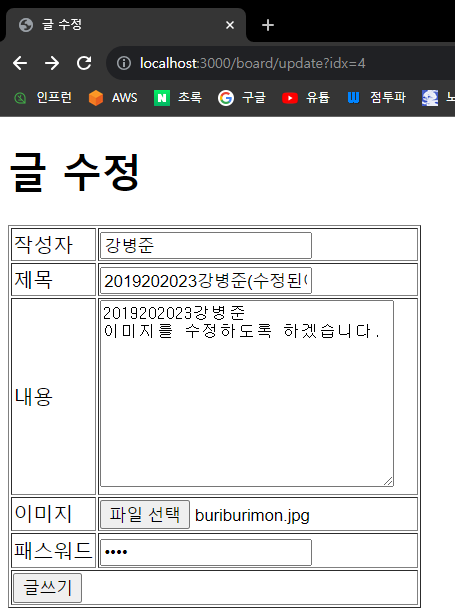 글 수정
localhost:3000/board/update?idx=4
인프런 AWS 초록 구글 유튭 점투파
글 수정
작성자 강병준
제목 2019202023강병준(수정된
내용 2019202023강병준
이미지를 수정하도록 하겠습니다.
이미지 파일 선택 buriburimon.jpg
패스워드 ••••
글쓰기